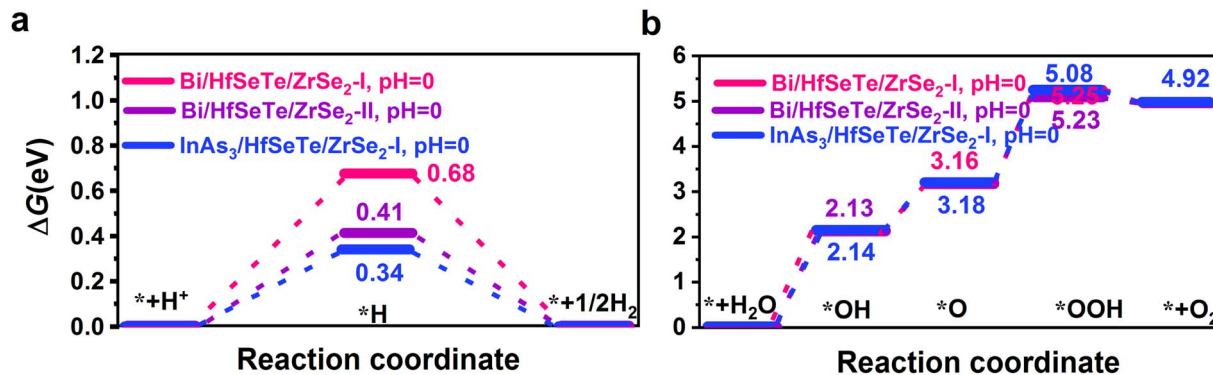 a
ΔG(eV)
1.2
1.0
0.8
0.6
0.4
0.2
0.0
Bi/HfSeTe/ZrSe₂-I, pH=0
Bi/HfSeTe/ZrSe₂-II, pH=0
InAs₃/HfSeTe/ZrSe₂-I, pH=0
0.68
0.41
0.34
*+H⁺
*H
*+1/2H₂
Reaction coordinate
b
6
5
4
3
2
1
0
Bi/HfSeTe/ZrSe₂-I, pH=0
Bi/HfSeTe/ZrSe₂-II, pH=0
InAs₃/HfSeTe/ZrSe₂-I, pH=0
5.08
4.92
5.25
5.23
3.16
3.18
2.13
2.14
*+H₂O
*OH
*O
*OOH
*+O₂
Reaction coordinate